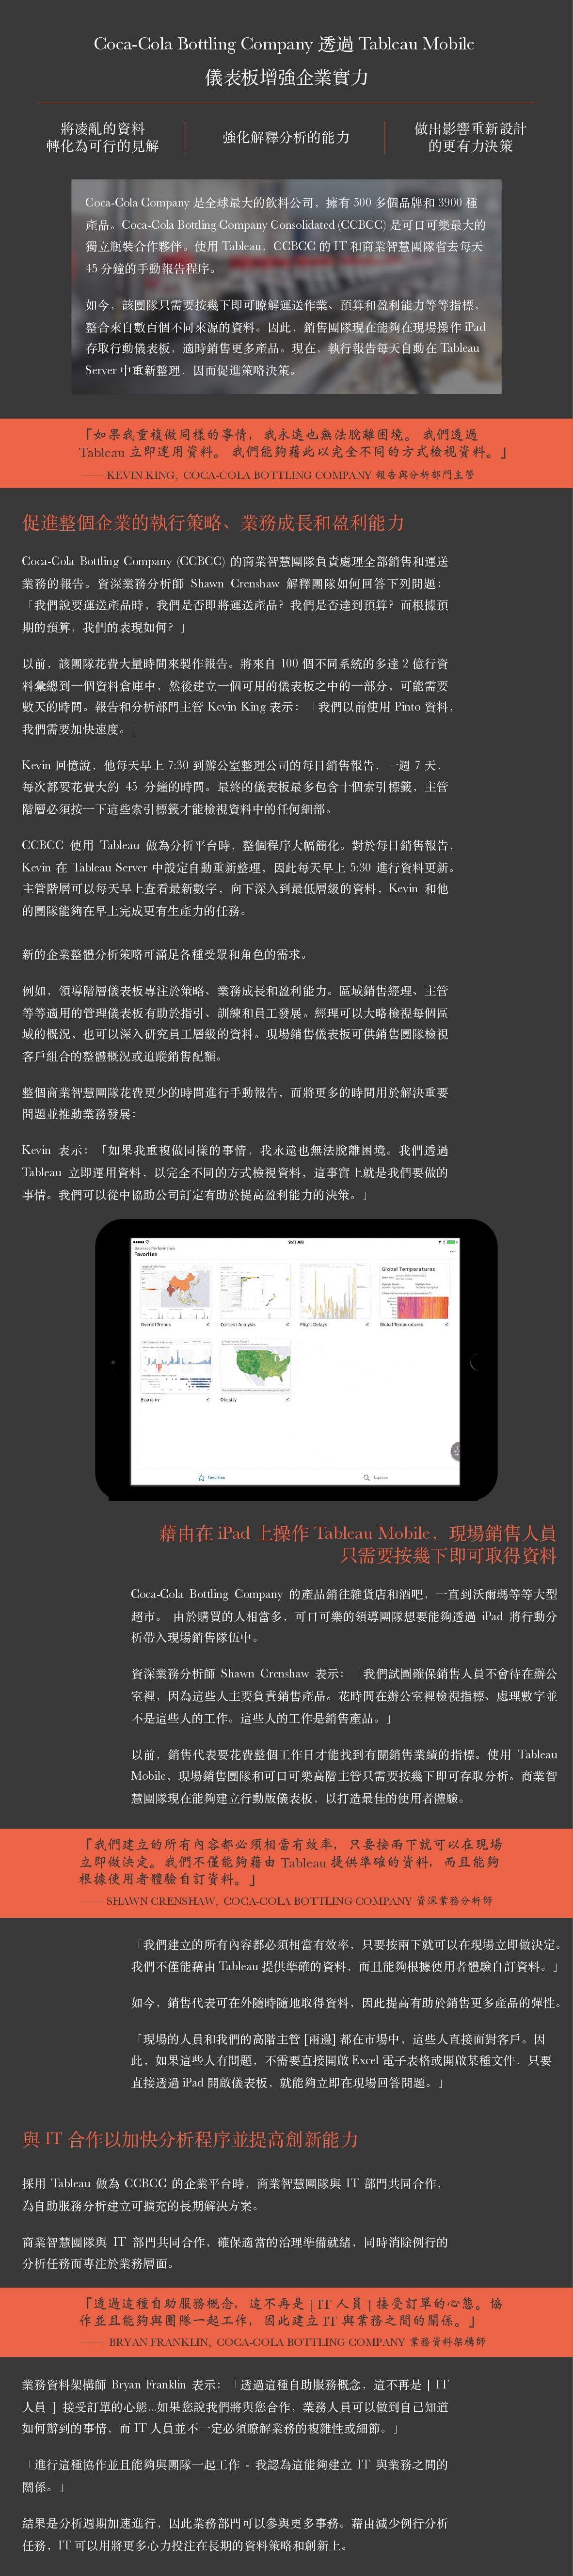 Coca-Cola Bottling Company 透過 Tableau Mobile
儀表板增強企業實力
將凌亂的資料
轉化為可行的見解
強化解釋分析的能力
做出影響重新設計
的更有力決策
Coca-Cola Company 是全球最大的飲料公司，擁有 500 多個品牌和 3900 種
產品。Coca-Cola Bottling Company Consolidated (CCBCC) 是可口可樂最大的
獨立瓶裝合作夥伴。使用 Tableau，CCBCC 的 IT 和商業智慧團隊省去每天
45 分鐘的手動報告程序。
如今，該團隊只需要按幾下即可瞭解運送作業、預算和盈利能力等等指標，
整合來自數百個不同來源的資料。因此，銷售團隊現在能夠在現場操作 iPad
存取行動儀表板，適時銷售更多產品。現在，執行報告每天自動在 Tableau
Server 中重新整理，因而促進策略決策。
「如果我重複做同樣的事情，我永遠也無法脫離困境。 我們透過
Tableau 立即運用資料。 我們能夠藉此以完全不同的方式檢視資料。」
—— KEVIN KING, COCA-COLA BOTTLING COMPANY 報告與分析部門主管
促進整個企業的執行策略、業務成長和盈利能力
Coca-Cola Bottling Company (CCBCC) 的商業智慧團隊負責處理全部銷售和運送
業務的報告。資深業務分析師 Shawn Crenshaw 解釋團隊如何回答下列問題：
「我們說要運送產品時，我們是否即將運送產品？我們是否達到預算？而根據預
期的預算，我們的表現如何？」
以前，該團隊花費大量時間來製作報告。將來自 100 個不同系統的多達 2 億行資
料彙總到一個資料倉庫中，然後建立一個可用的儀表板之中的一部分，可能需要
數天的時間。報告和分析部門主管 Kevin King 表示：「我們以前使用 Pinto 資料，
我們需要加快速度。」
Kevin 回憶說，他每天早上 7:30 到辦公室整理公司的每日銷售報告，一週 7 天，
每次都要花費大約 45 分鐘的時間。最終的儀表板最多包含十個索引標籤，主管
階層必須按一下這些索引標籤才能檢視資料中的任何細部。
CCBCC 使用 Tableau 做為分析平台時，整個程序大幅簡化。對於每日銷售報告，
Kevin 在 Tableau Server 中設定自動重新整理，因此每天早上 5:30 進行資料更新。
主管階層可以每天早上查看最新數字，向下深入到最低層級的資料，Kevin 和他
的團隊能夠在早上完成更有生產力的任務。
新的企業整體分析策略可滿足各種受眾和角色的需求。
例如，領導階層儀表板專注於策略、業務成長和盈利能力。區域銷售經理、主管
等等適用的管理儀表板有助於指引、訓練和員工發展。經理可以大略檢視每個區
域的概況，也可以深入研究員工層級的資料。現場銷售儀表板可供銷售團隊檢視
客戶組合的整體概況或追蹤銷售配額。
整個商業智慧團隊花費更少的時間進行手動報告，而將更多的時間用於解決重要
問題並推動業務發展：
Kevin 表示：「如果我重複做同樣的事情，我永遠也無法脫離困境。我們透過
Tableau 立即運用資料，以完全不同的方式檢視資料，這事實上就是我們要做的
事情。我們可以從中協助公司訂定有助於提高盈利能力的決策。」
9:41 AM
Business Performance
Favorites
Global Temperatures
Overall Trends
Content Analysis
Flight Delays
Global Temperatures
Economy
Obesity
Favorites
Explore
藉由在 iPad 上操作 Tableau Mobile，現場銷售人員
只需要按幾下即可取得資料
Coca-Cola Bottling Company 的產品銷往雜貨店和酒吧，一直到沃爾瑪等等大型
超市。 由於購買的人相當多，可口可樂的領導團隊想要能夠透過 iPad 將行動分
析帶入現場銷售隊伍中。
資深業務分析師 Shawn Crenshaw 表示：「我們試圖確保銷售人員不會待在辦公
室裡，因為這些人主要負責銷售產品。花時間在辦公室裡檢視指標、處理數字並
不是這些人的工作。這些人的工作是銷售產品。」
以前，銷售代表要花費整個工作日才能找到有關銷售業績的指標。使用 Tableau
Mobile，現場銷售團隊和可口可樂高階主管只需要按幾下即可存取分析。商業智
慧團隊現在能夠建立行動版儀表板，以打造最佳的使用者體驗。
「我們建立的所有內容都必須相當有效率，只要按兩下就可以在現場
立即做決定。我們不僅能夠藉由 Tableau 提供準確的資料，而且能夠
根據使用者體驗自訂資料。」
—— SHAWN CRENSHAW, COCA-COLA BOTTLING COMPANY 資深業務分析師
「我們建立的所有內容都必須相當有效率，只要按兩下就可以在現場立即做決定。
我們不僅能藉由 Tableau 提供準確的資料，而且能夠根據使用者體驗自訂資料。」
如今，銷售代表可在外隨時隨地取得資料，因此提高有助於銷售更多產品的彈性。
「現場的人員和我們的高階主管 [兩邊] 都在市場中，這些人直接面對客戶。因
此，如果這些人有問題，不需要直接開啟 Excel 電子表格或開啟某種文件，只要
直接透過 iPad 開啟儀表板，就能夠立即在現場回答問題。」
與 IT 合作以加快分析程序並提高創新能力
採用 Tableau 做為 CCBCC 的企業平台時，商業智慧團隊與 IT 部門共同合作，
為自助服務分析建立可擴充的長期解決方案。
商業智慧團隊與 IT 部門共同合作，確保適當的治理準備就緒，同時消除例行的
分析任務而專注於業務層面。
「透過這種自助服務概念，這不再是 [ IT 人員 ] 接受訂單的心態。協
作並且能夠與團隊一起工作，因此建立 IT 與業務之間的關係。」
—— BRYAN FRANKLIN, COCA-COLA BOTTLING COMPANY 業務資料架構師
業務資料架構師 Bryan Franklin 表示：「透過這種自助服務概念，這不再是 [ IT
人員 ] 接受訂單的心態...如果您說我們將與您合作，業務人員可以做到自己知道
如何辦到的事情，而 IT 人員並不一定必須瞭解業務的複雜性或細節。」
「進行這種協作並且能夠與團隊一起工作 - 我認為這能夠建立 IT 與業務之間的
關係。」
結果是分析週期加速進行，因此業務部門可以參與更多事務。藉由減少例行分析
任務，IT 可以用將更多心力投注在長期的資料策略和創新上。